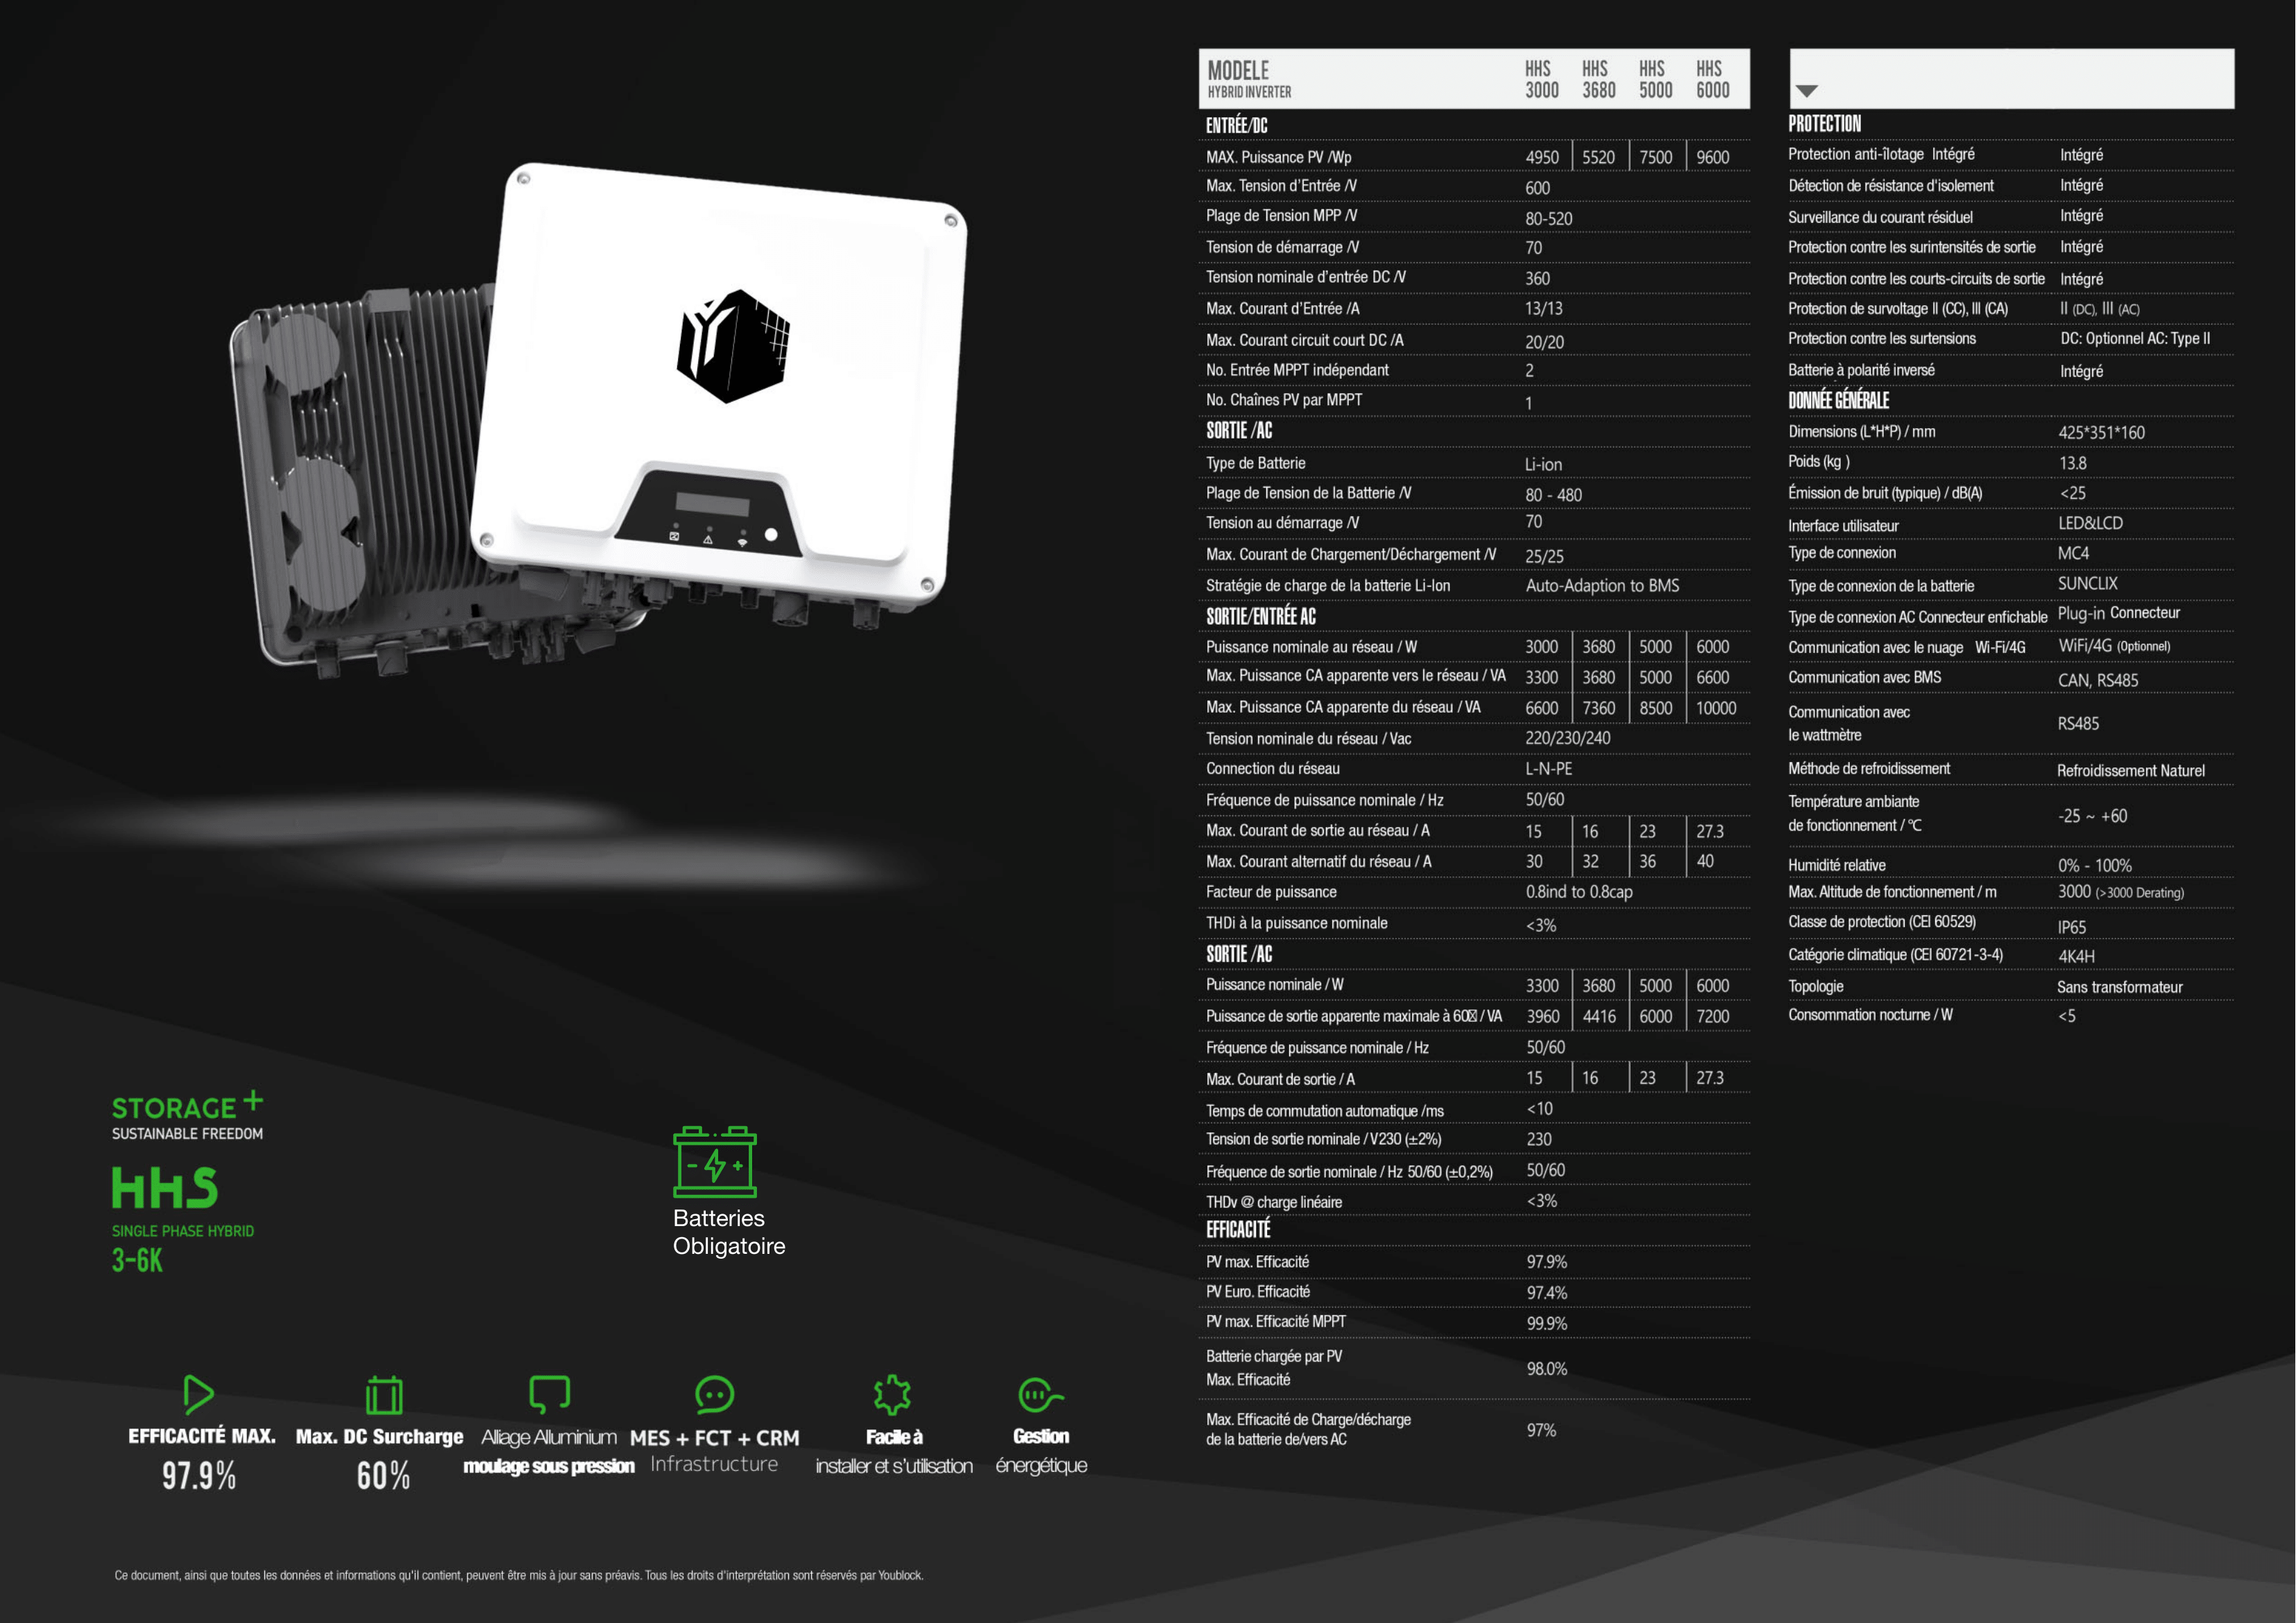 STORAGE+
SUSTAINABLE FREEDOM
HHS
SINGLE PHASE HYBRID
3-6K
Batteries
Obligatoire
EFFICACITÉ MAX.
97.9%
Max. DC Surcharge
60%
Alliage Alluminium
moulage sous pression
MES + FCT + CRM
Infrastructure
Facile à
installer et s'utilisation
Gestion
énergétique
Ce document, ainsi que toutes les données et informations qu'il contient, peuvent être mis à jour sans préavis. Tous les droits d'interprétation sont réservés par Youblock.
MODELE HHS HHS HHS HHS
HYBRID INVERTER 3000 3680 5000 6000
ENTRÉE/DC
MAX. Puissance PV /Wp 4950 5520 7500 9600
Max. Tension d'Entrée /V 600
Plage de Tension MPP /V 80-520
Tension de démarrage /V 70
Tension nominale d'entrée DC /V 360
Max. Courant d'Entrée /A 13/13
Max. Courant circuit court DC /A 20/20
No. Entrée MPPT indépendant 2
No. Chaînes PV par MPPT 1
SORTIE /AC
Type de Batterie Li-ion
Plage de Tension de la Batterie /V 80 - 480
Tension au démarrage /V 70
Max. Courant de Chargement/Déchargement /V 25/25
Stratégie de charge de la batterie Li-Ion Auto-Adaption to BMS
SORTIE/ENTRÉE AC
Puissance nominale au réseau / W 3000 3680 5000 6000
Max. Puissance CA apparente vers le réseau / VA 3300 3680 5000 6600
Max. Puissance CA apparente du réseau / VA 6600 7360 8500 10000
Tension nominale du réseau / Vac 220/230/240
Connection du réseau L-N-PE
Fréquence de puissance nominale / Hz 50/60
Max. Courant de sortie au réseau / A 15 16 23 27.3
Max. Courant alternatif du réseau / A 30 32 36 40
Facteur de puissance 0.8ind to 0.8cap
THDi à la puissance nominale <3%
SORTIE /AC
Puissance nominale / W 3300 3680 5000 6000
Puissance de sortie apparente maximale à 60☒ / VA 3960 4416 6000 7200
Fréquence de puissance nominale / Hz 50/60
Max. Courant de sortie / A 15 16 23 27.3
Temps de commutation automatique /ms <10
Tension de sortie nominale / V230 (±2%) 230
Fréquence de sortie nominale / Hz 50/60 (±0,2%) 50/60
THDv @ charge linéaire <3%
EFFICACITÉ
PV max. Efficacité 97.9%
PV Euro. Efficacité 97.4%
PV max. Efficacité MPPT 99.9%
Batterie chargée par PV
Max. Efficacité 98.0%
Max. Efficacité de Charge/décharge
de la batterie de/vers AC 97%
PROTECTION
Protection anti-îlotage Intégré Intégré
Détection de résistance d'isolement Intégré
Surveillance du courant résiduel Intégré
Protection contre les surintensités de sortie Intégré
Protection contre les courts-circuits de sortie Intégré
Protection de survoltage II (CC), III (CA) II (DC), III (AC)
Protection contre les surtensions DC: Optionnel AC: Type II
Batterie à polarité inversé Intégré
DONNÉE GÉNÉRALE
Dimensions (L*H*P) / mm 425*351*160
Poids (kg ) 13.8
Émission de bruit (typique) / dB(A) <25
Interface utilisateur LED&LCD
Type de connexion MC4
Type de connexion de la batterie SUNCLIX
Type de connexion AC Connecteur enfichable Plug-in Connecteur
Communication avec le nuage Wi-Fi/4G WiFi/4G (Optionnel)
Communication avec BMS CAN, RS485
Communication avec
le wattmètre RS485
Méthode de refroidissement Refroidissement Naturel
Température ambiante
de fonctionnement / ℃ -25 ~ +60
Humidité relative 0% - 100%
Max. Altitude de fonctionnement / m 3000 (>3000 Derating)
Classe de protection (CEI 60529) IP65
Catégorie climatique (CEI 60721-3-4) 4K4H
Topologie Sans transformateur
Consommation nocturne / W <5